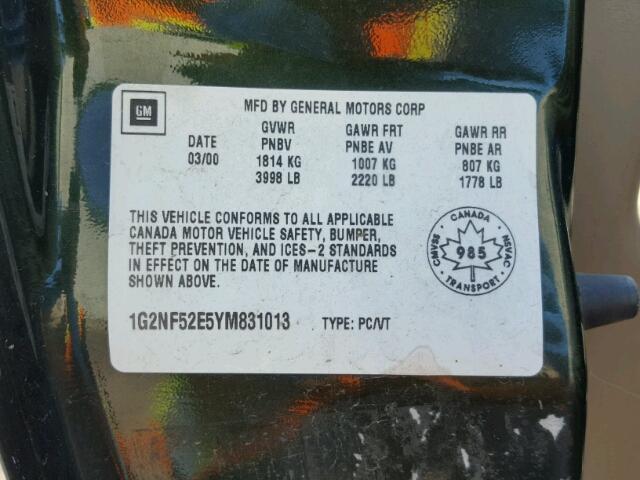 GM
MFD BY GENERAL MOTORS CORP
GVWR GAWR FRT GAWR RR
DATE PNBV PNBE AV PNBE AR
03/00 1814 KG 1007 KG 807 KG
3998 LB 2220 LB 1778 LB
THIS VEHICLE CONFORMS TO ALL APPLICABLE
CANADA MOTOR VEHICLE SAFETY, BUMPER,
THEFT PREVENTION, AND ICES-2 STANDARDS
IN EFFECT ON THE DATE OF MANUFACTURE
SHOWN ABOVE.
CANADA
CMVSS 985 NSVAC
TRANSPORT
1G2NF52E5YM831013 TYPE: PC/VT